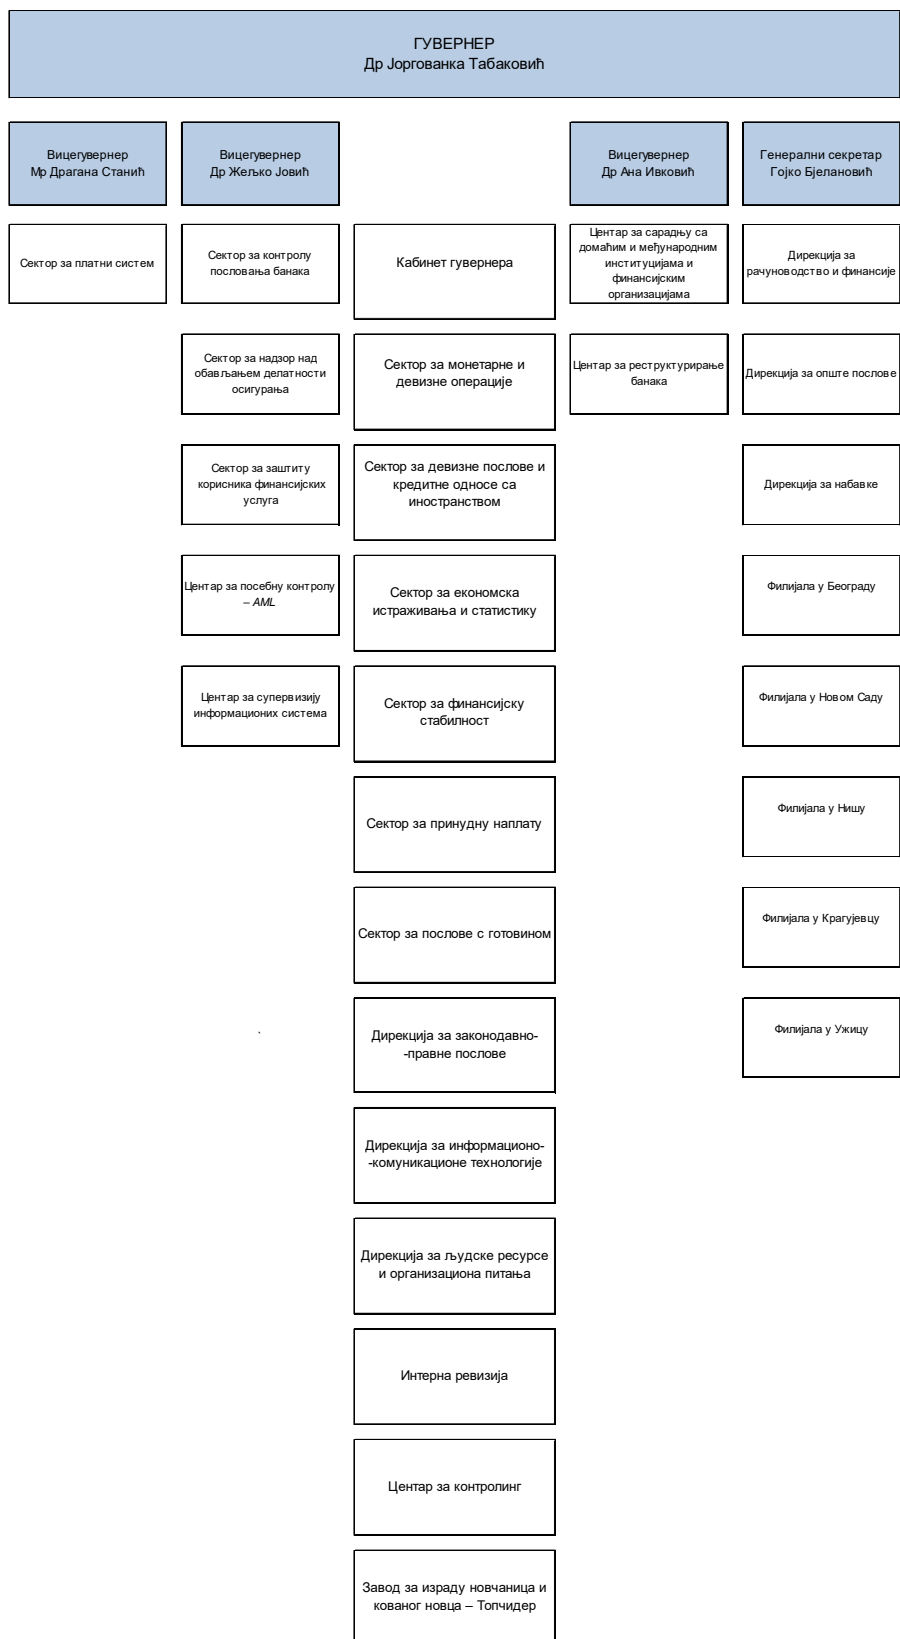 ГУВЕРНЕР
Др Јоргованка Табаковић
Вицегувернер
Мр Драгана Станић
Вицегувернер
Др Жељко Јовић
Вицегувернер
Др Ана Ивковић
Генерални секретар
Гојко Бјелановић
Сектор за платни систем
Сектор за контролу
пословања банака
Кабинет гувернера
Центар за сарадњу са
домаћим и међународним
институцијама и
финансијским
организацијама
Дирекција за
рачуноводство и финансије
Сектор за надзор над
обављањем делатности
осигурања
Сектор за монетарне и
девизне операције
Центар за реструктурирање
банака
Дирекција за опште послове
Сектор за заштиту
корисника финансијских
услуга
Сектор за девизне послове и
кредитне односе са
иностранством
Дирекција за набавке
Центар за посебну контролу
– AML
Сектор за економска
истраживања и статистику
Филијала у Београду
Центар за супервизију
информационих система
Сектор за финансијску
стабилност
Филијала у Новом Саду
Сектор за принудну наплату
Филијала у Нишу
Сектор за послове с готовином
Филијала у Крагујевцу
Дирекција за законодавно-
-правне послове
Филијала у Ужицу
Дирекција за информационо-
-комуникационе технологије
Дирекција за људске ресурсе
и организациона питања
Интерна ревизија
Центар за контролинг
Завод за израду новчаница и
кованог новца – Топчидер